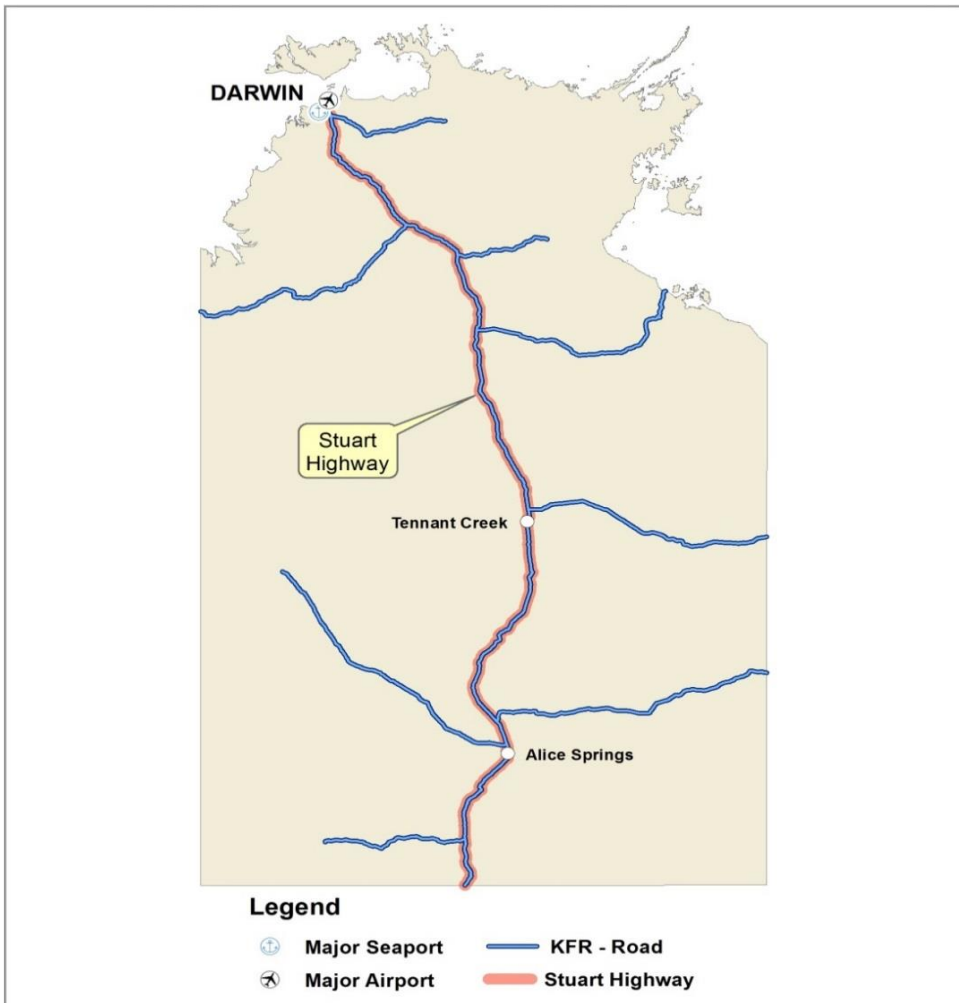 DARWIN
Stuart
Highway
Tennant Creek
Alice Springs
Legend
Major Seaport
KFR - Road
Major Airport
Stuart Highway